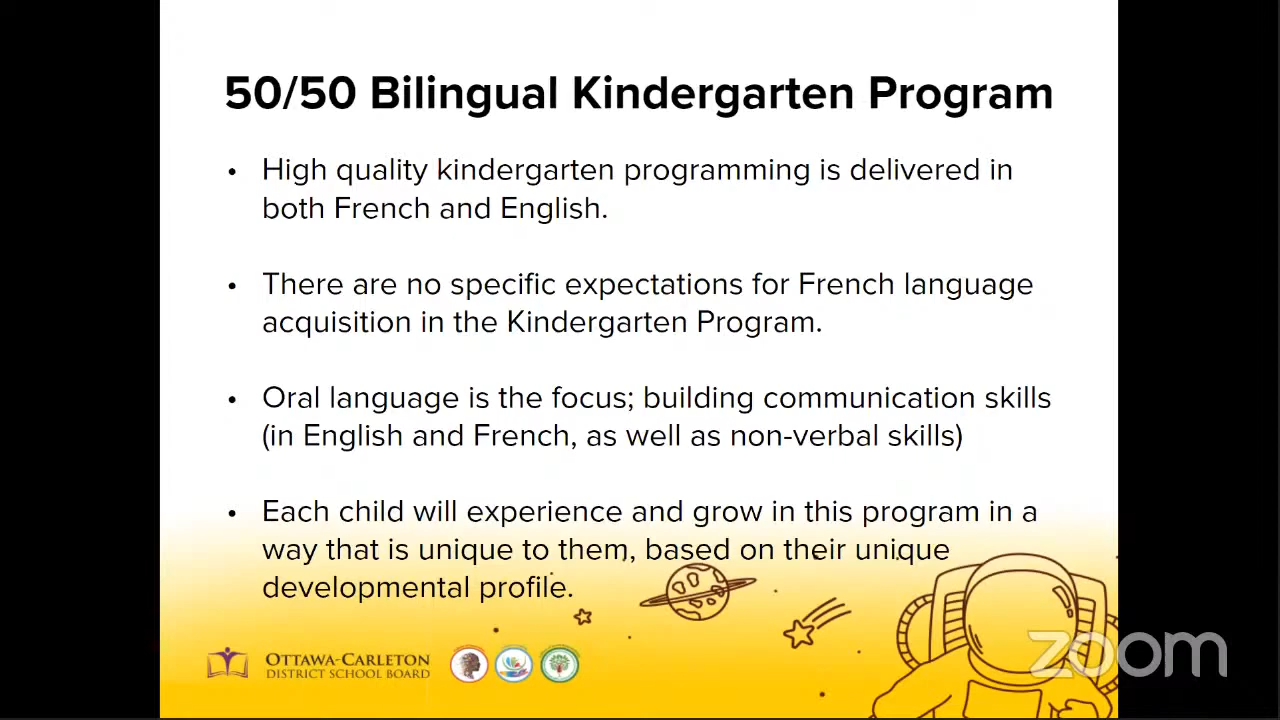 50/50 Bilingual Kindergarten Program
• High quality kindergarten programming is delivered in
both French and English.
• There are no specific expectations for French language
acquisition in the Kindergarten Program.
• Oral language is the focus; building communication skills
(in English and French, as well as non-verbal skills)
• Each child will experience and grow in this program in a
way that is unique to them, based on their unique
developmental profile.
OTTAWA-CARLETON
DISTRICT SCHOOL BOARD
zoom